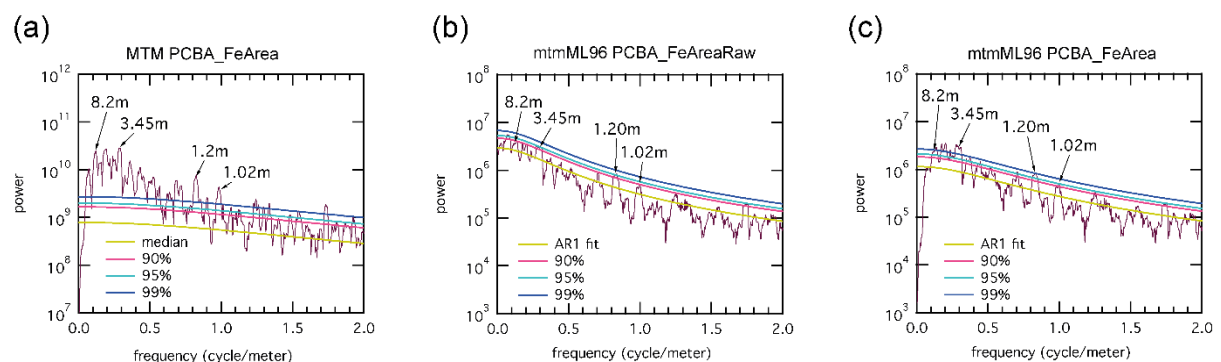 (a)
MTM PCBA_FeArea
10^12
10^11
10^10
10^9
10^8
10^7
power
8.2m
3.45m
1.2m
1.02m
median
90%
95%
99%
0.0 0.5 1.0 1.5 2.0
frequency (cycle/meter)
(b)
mtmML96 PCBA_FeAreaRaw
10^8
10^7
10^6
10^5
10^4
10^3
power
8.2m
3.45m
1.20m
1.02m
AR1 fit
90%
95%
99%
0.0 0.5 1.0 1.5 2.0
frequency (cycle/meter)
(c)
mtmML96 PCBA_FeArea
10^8
10^7
10^6
10^5
10^4
10^3
power
8.2m
3.45m
1.20m
1.02m
AR1 fit
90%
95%
99%
0.0 0.5 1.0 1.5 2.0
frequency (cycle/meter)